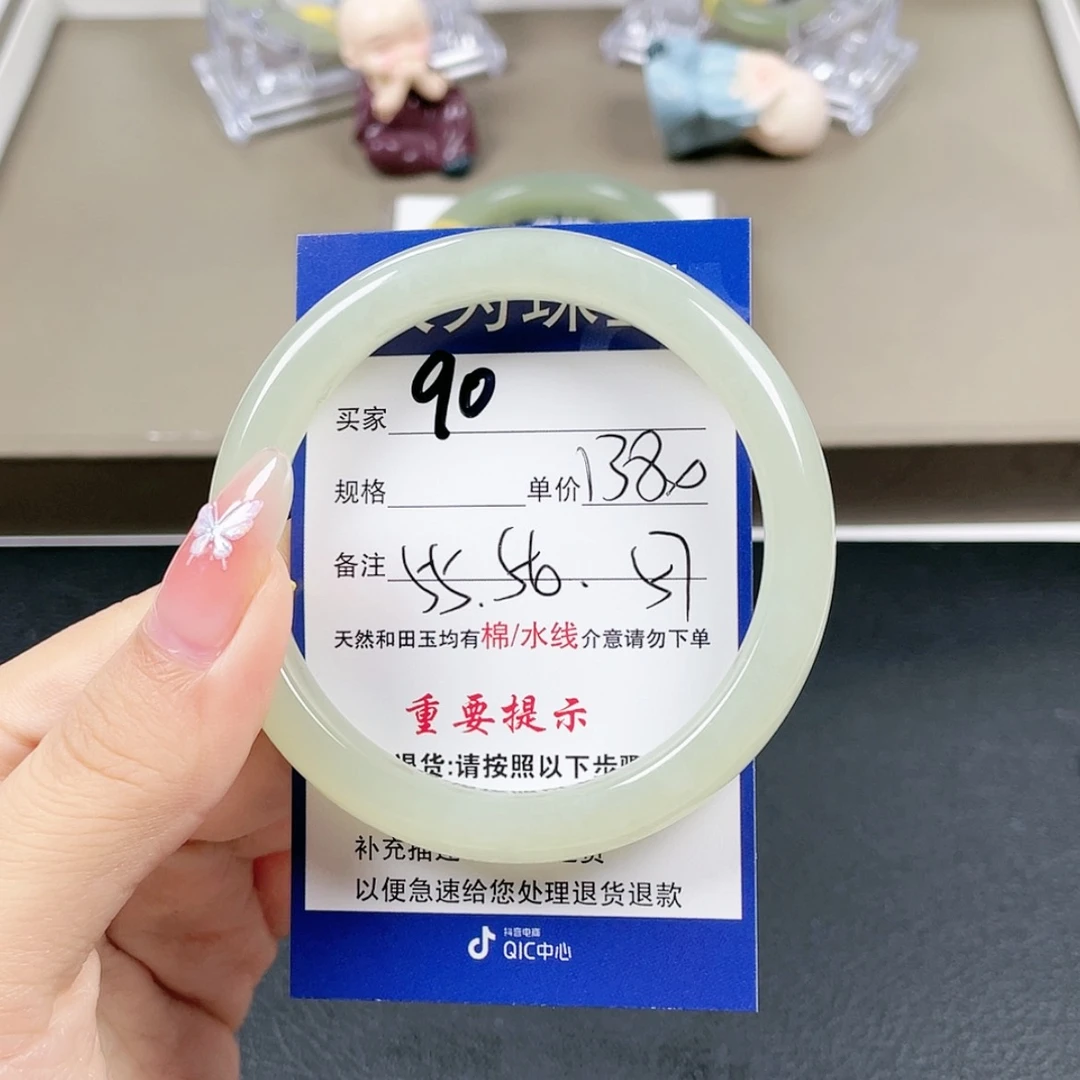 买家 90
规格 单价 1380
备注 55. 56. 57
天然和田玉均有棉/水线介意请勿下单
重要提示
退货:请按照以下步骤
补充描述
以便急速给您处理退货退款
抖音电商
QIC中心